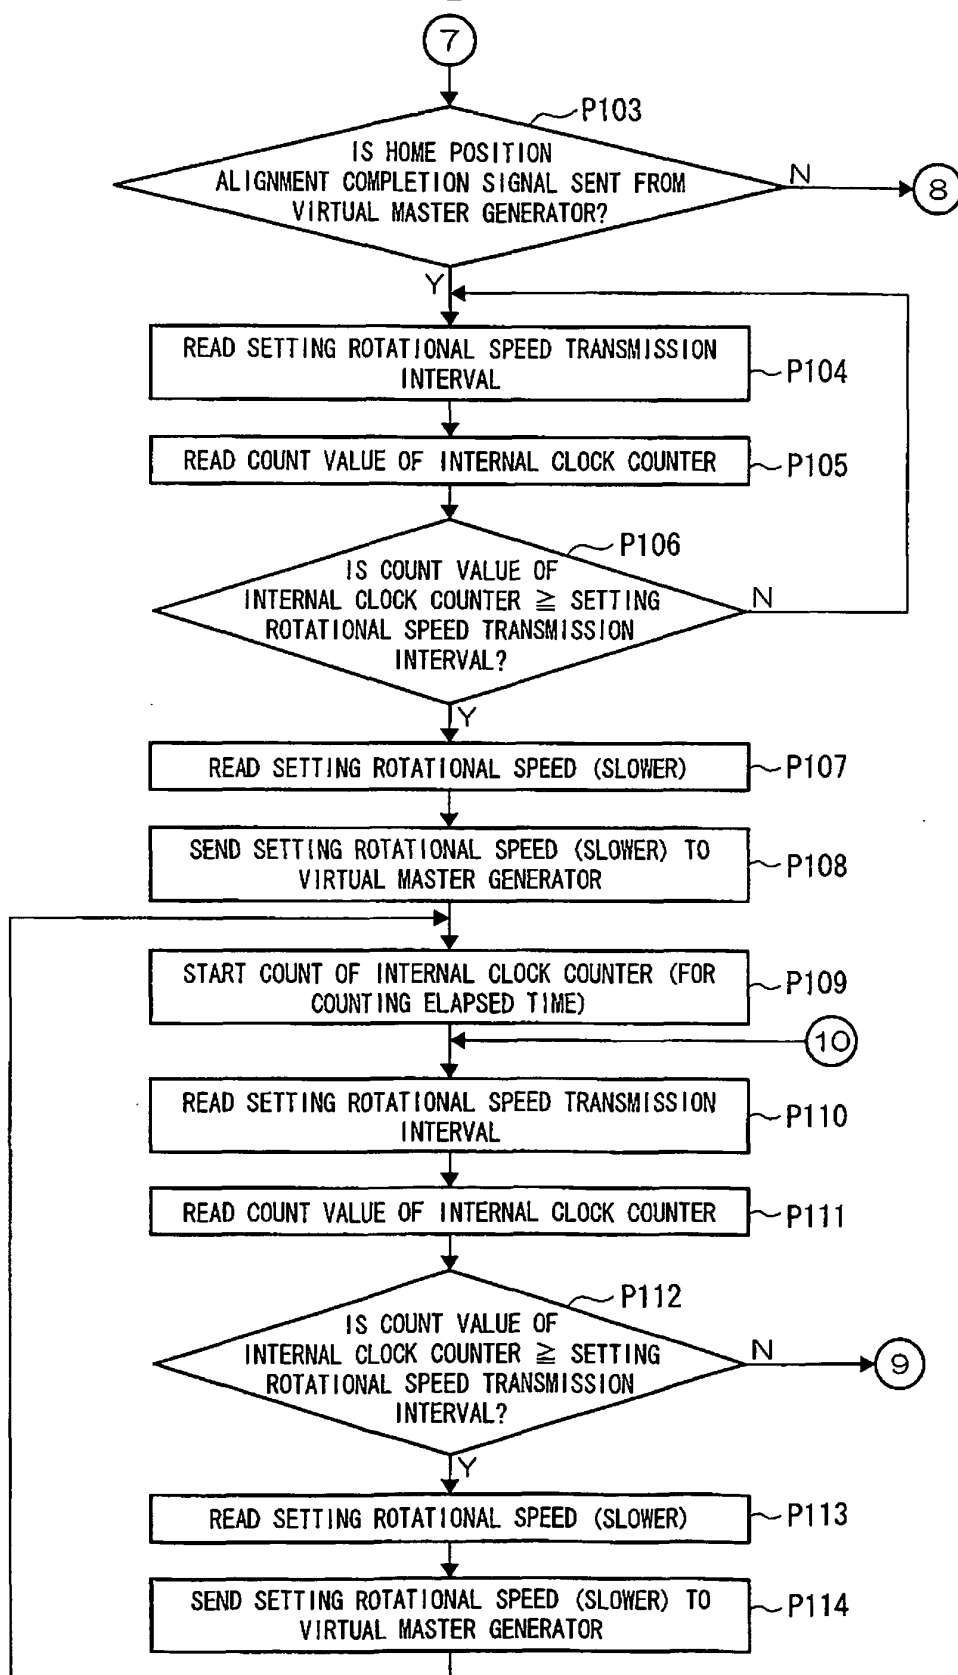 7
P103
IS HOME POSITION
ALIGNMENT COMPLETION SIGNAL SENT FROM
VIRTUAL MASTER GENERATOR?
N
8
Y
READ SETTING ROTATIONAL SPEED TRANSMISSION
INTERVAL
P104
READ COUNT VALUE OF INTERNAL CLOCK COUNTER
P105
P106
IS COUNT VALUE OF
INTERNAL CLOCK COUNTER ≧ SETTING
ROTATIONAL SPEED TRANSMISSION
INTERVAL?
N
Y
READ SETTING ROTATIONAL SPEED (SLOWER)
P107
SEND SETTING ROTATIONAL SPEED (SLOWER) TO
VIRTUAL MASTER GENERATOR
P108
START COUNT OF INTERNAL CLOCK COUNTER (FOR
COUNTING ELAPSED TIME)
P109
10
READ SETTING ROTATIONAL SPEED TRANSMISSION
INTERVAL
P110
READ COUNT VALUE OF INTERNAL CLOCK COUNTER
P111
P112
IS COUNT VALUE OF
INTERNAL CLOCK COUNTER ≧ SETTING
ROTATIONAL SPEED TRANSMISSION
INTERVAL?
N
9
Y
READ SETTING ROTATIONAL SPEED (SLOWER)
P113
SEND SETTING ROTATIONAL SPEED (SLOWER) TO
VIRTUAL MASTER GENERATOR
P114